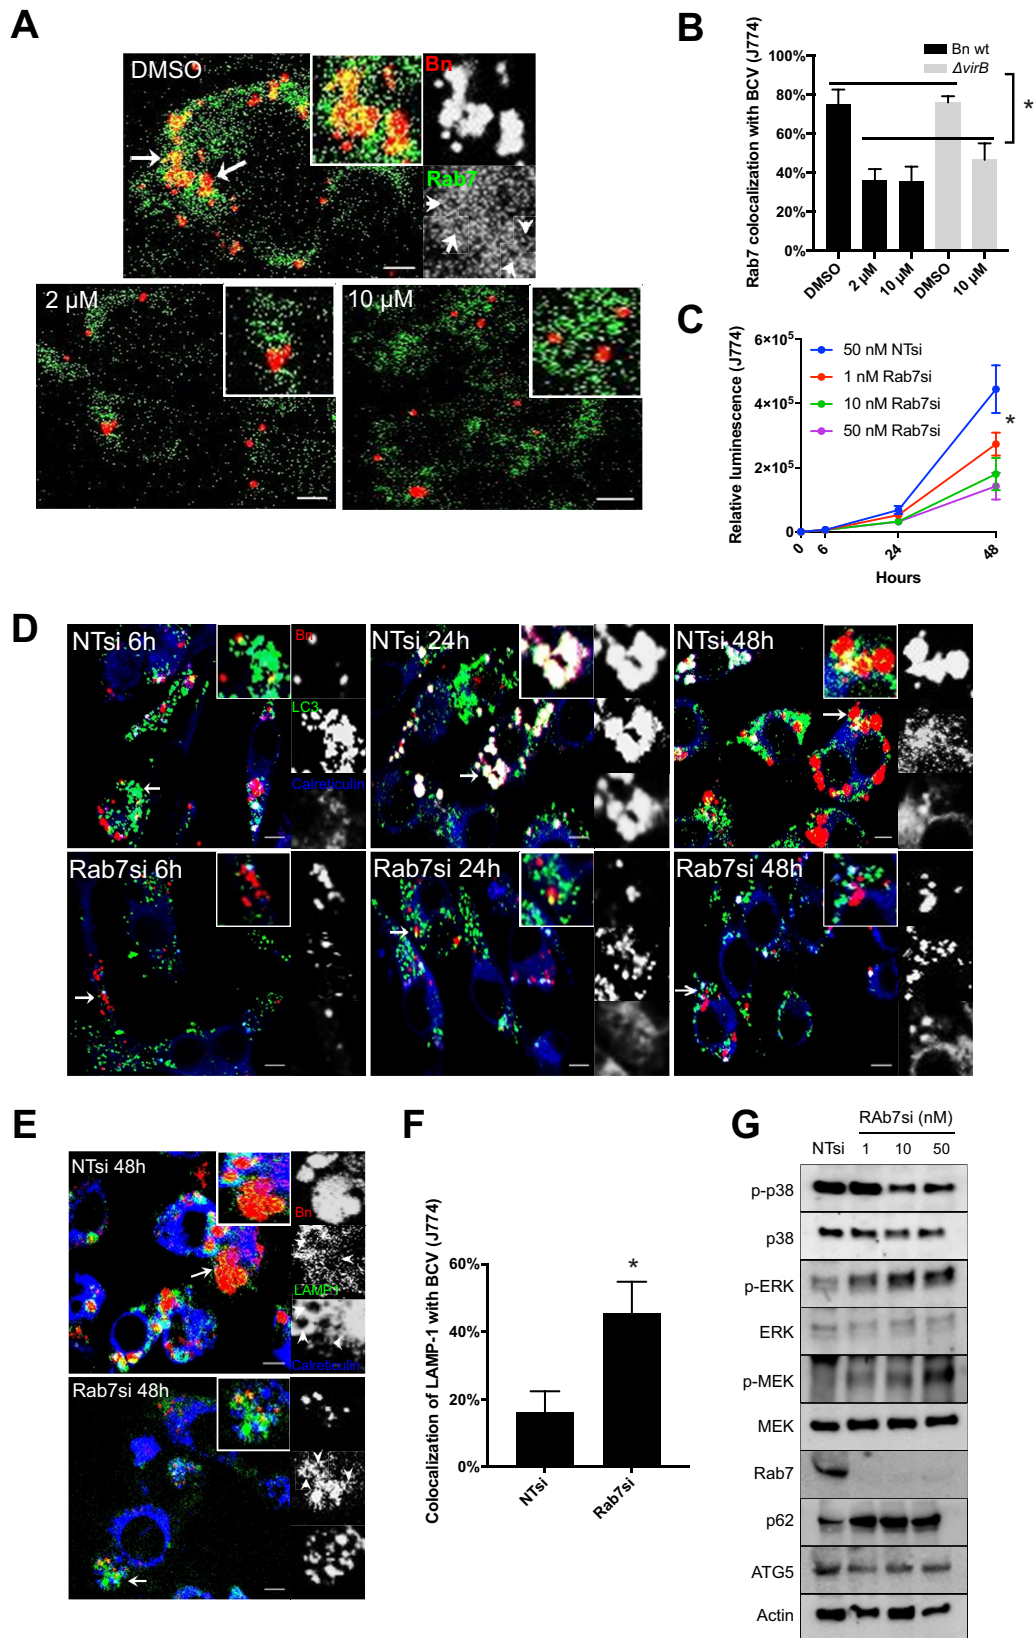 A
DMSO
Bn
Rab7
2 µM
10 µM
B
Bn wt
ΔvirB
Rab7 colocalization with BCV (J774)
100%
80%
60%
40%
20%
0%
*
DMSO
2 µM
10 µM
DMSO
10 µM
C
Relative luminescence (J774)
6×10⁵
4×10⁵
2×10⁵
0
50 nM NTsi
1 nM Rab7si
10 nM Rab7si
50 nM Rab7si
*
0
6
24
48
Hours
D
NTsi 6h
Bn
LC3
Calreticulin
NTsi 24h
NTsi 48h
Rab7si 6h
Rab7si 24h
Rab7si 48h
E
NTsi 48h
Bn
LAMP1
Calreticulin
Rab7si 48h
F
Colocalization of LAMP-1 with BCV (J774)
60%
40%
20%
0%
*
NTsi
Rab7si
G
RAb7si (nM)
NTsi 1 10 50
p-p38
p38
p-ERK
ERK
p-MEK
MEK
Rab7
p62
ATG5
Actin